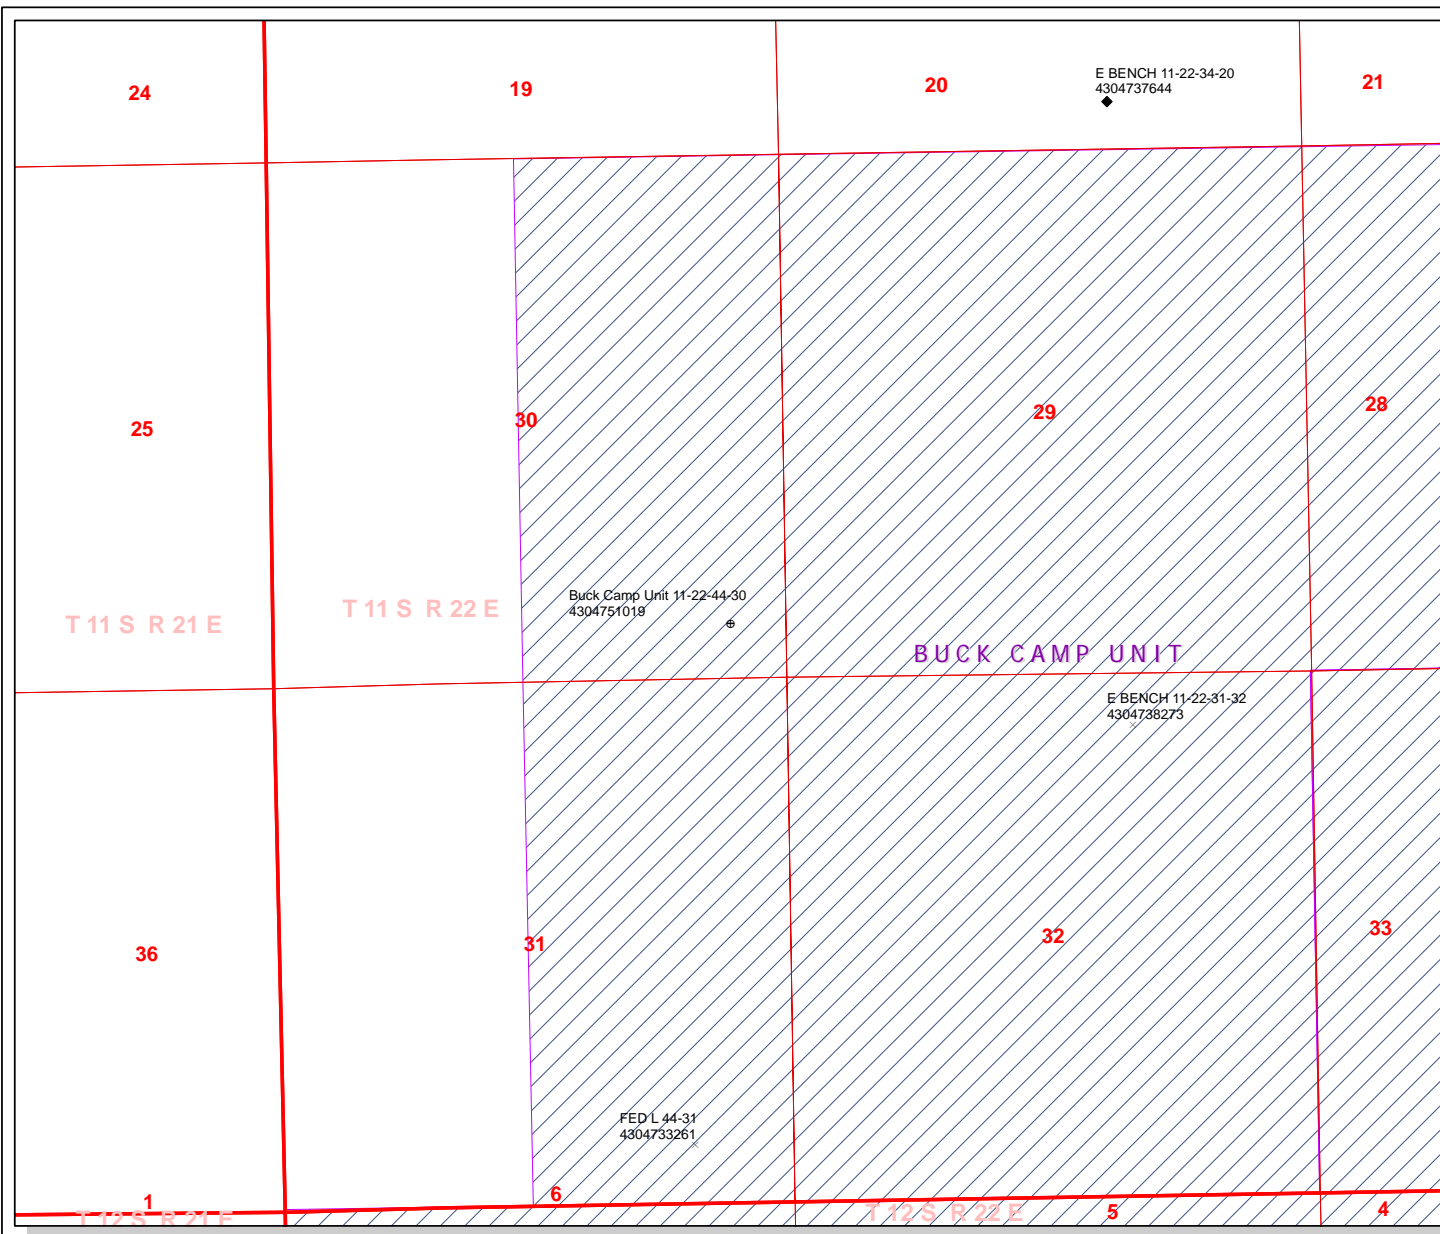 24
19
20
E BENCH 11-22-34-20
4304737644
21
25
30
29
28
Buck Camp Unit 11-22-44-30
4304751019
T 11 S R 21 E
T 11 S R 22 E
BUCK CAMP UNIT
E BENCH 11-22-31-32
4304738273
36
31
32
33
FED L 44-31
4304733261
1
6
5
4
T 12 S R 21 E
T 12 S R 22 E